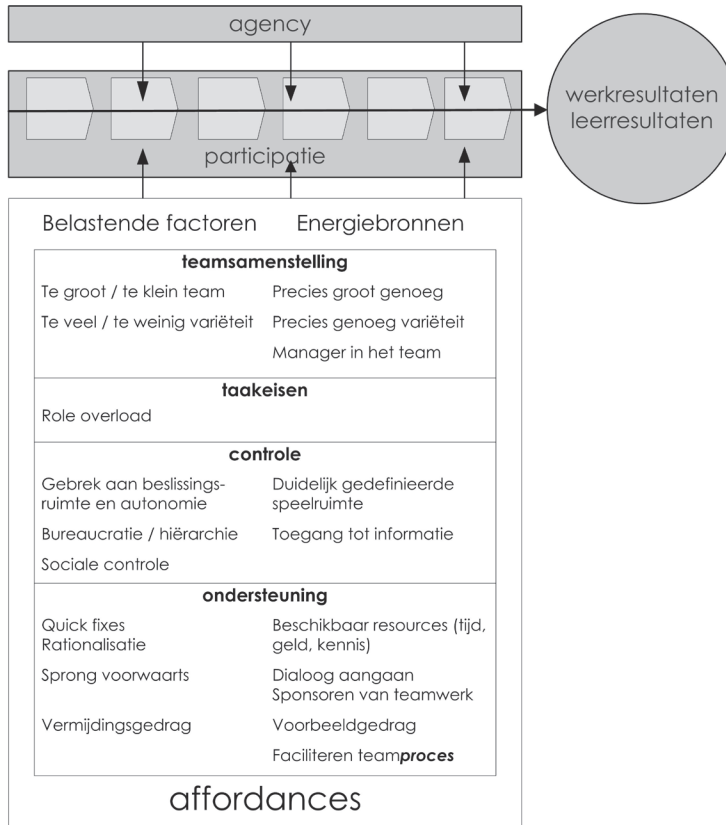 agency
participatie
werkresultaten
leerresultaten
Belastende factoren Energiebronnen
teamsamenstelling
Te groot / te klein team Precies groot genoeg
Te veel / te weinig variëteit Precies genoeg variëteit
Manager in het team
taakeisen
Role overload
controle
Gebrek aan beslissings- Duidelijk gedefinieerde
ruimte en autonomie speelruimte
Bureaucratie / hiërarchie Toegang tot informatie
Sociale controle
ondersteuning
Quick fixes Beschikbaar resources (tijd,
Rationalisatie geld, kennis)
Sprong voorwaarts Dialoog aangaan
Sponsoren van teamwerk
Vermijdingsgedrag Voorbeeldgedrag
Faciliteren teamproces
affordances